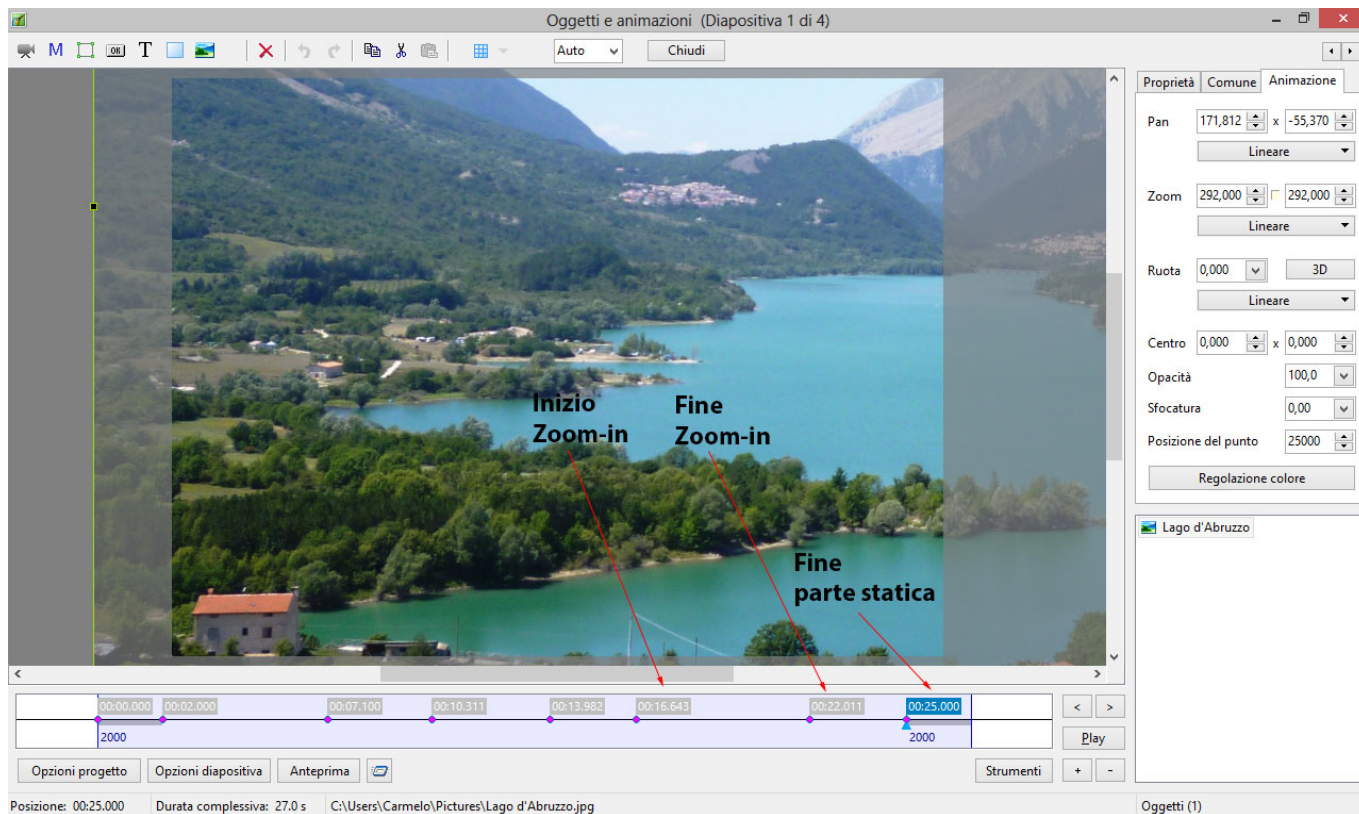 Oggetti e animazioni (Diapositiva 1 di 4)
M OK T Auto Chiudi
Proprietà Comune Animazione
Pan 171,812 x -55,370
Lineare
Zoom 292,000 292,000
Lineare
Ruota 0,000 3D
Lineare
Centro 0,000 x 0,000
Opacità 100,0
Sfocatura 0,00
Posizione del punto 25000
Regolazione colore
Lago d'Abruzzo
Inizio
Zoom-in
Fine
Zoom-in
Fine
parte statica
00:00.000 00:02.000 00:07.100 00:10.311 00:13.982 00:16.643 00:22.011 00:25.000
2000 2000
< >
Play
Opzioni progetto Opzioni diapositiva Anteprima Strumenti + -
Posizione: 00:25.000 Durata complessiva: 27.0 s C:\Users\Carmelo\Pictures\Lago d'Abruzzo.jpg Oggetti (1)